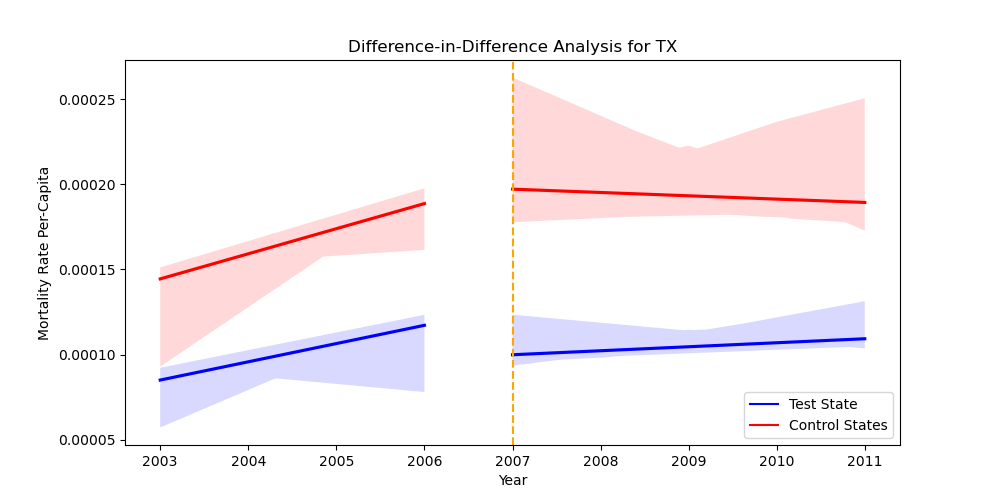 Difference-in-Difference Analysis for TX
Mortality Rate Per-Capita
0.00025
0.00020
0.00015
0.00010
0.00005
Test State
Control States
2003 2004 2005 2006 2007 2008 2009 2010 2011
Year